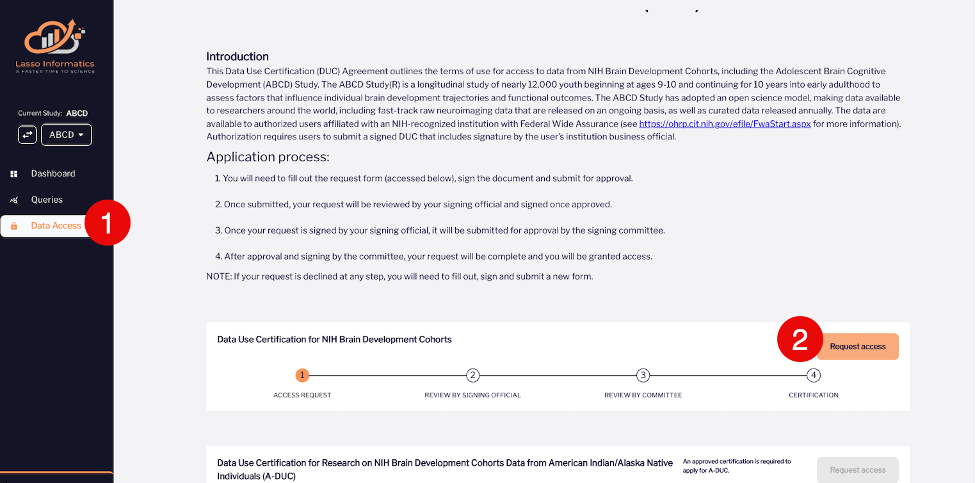 Lasso Informatics
A FASTER TIME TO SCIENCE
Current Study: ABCD
ABCD
Dashboard
Queries
Data Access
1
Introduction
This Data Use Certification (DUC) Agreement outlines the terms of use for access to data from NIH Brain Development Cohorts, including the Adolescent Brain Cognitive
Development (ABCD) Study. The ABCD Study(R) is a longitudinal study of nearly 12,000 youth beginning at ages 9-10 and continuing for 10 years into early adulthood to
assess factors that influence individual brain development trajectories and functional outcomes. The ABCD Study has adopted an open science model, making data available
to researchers around the world, including fast-track raw neuroimaging data that are released on an ongoing basis, as well as curated data released annually. The data are
available to authorized users affiliated with an NIH-recognized institution with Federal Wide Assurance (see https://ohrp.cit.nih.gov/efile/FwaStart.aspx for more information).
Authorization requires users to submit a signed DUC that includes signature by the user's institution business official.
Application process:
1. You will need to fill out the request form (accessed below), sign the document and submit for approval.
2. Once submitted, your request will be reviewed by your signing official and signed once approved.
3. Once your request is signed by your signing official, it will be submitted for approval by the signing committee.
4. After approval and signing by the committee, your request will be complete and you will be granted access.
NOTE: If your request is declined at any step, you will need to fill out, sign and submit a new form.
Data Use Certification for NIH Brain Development Cohorts
2
Request access
1 2 3 4
ACCESS REQUEST REVIEW BY SIGNING OFFICIAL REVIEW BY COMMITTEE CERTIFICATION
Data Use Certification for Research on NIH Brain Development Cohorts Data from American Indian/Alaska Native
Individuals (A-DUC)
An approved certification is required to
apply for A-DUC.
Request access